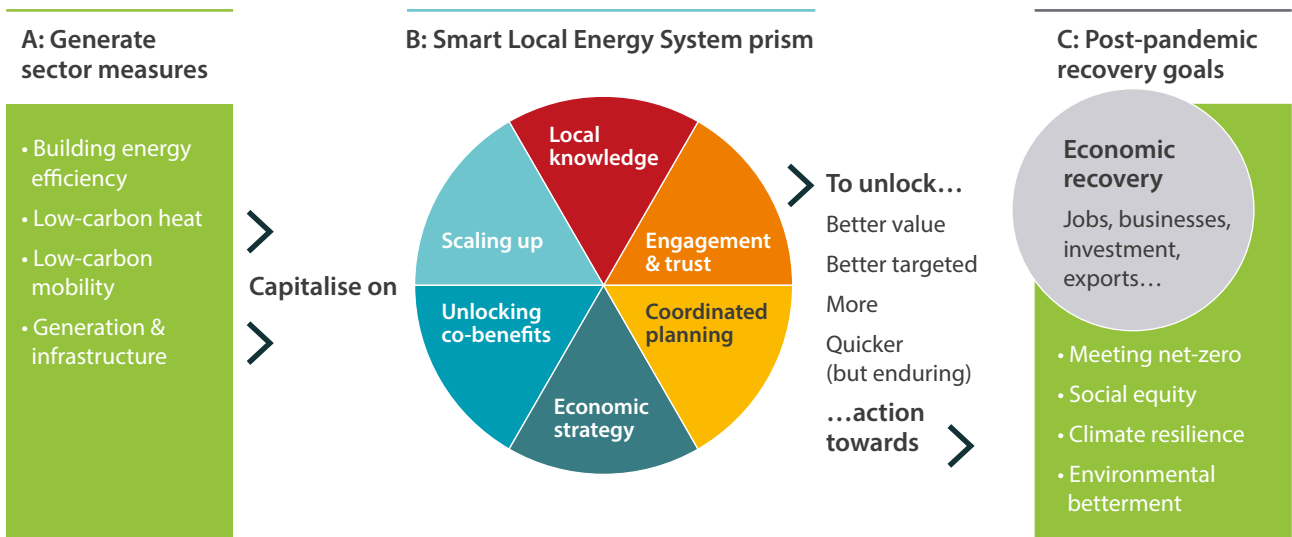 A: Generate
sector measures
• Building energy
efficiency
• Low-carbon heat
• Low-carbon
mobility
• Generation &
infrastructure
Capitalise on
B: Smart Local Energy System prism
Local
knowledge
Engagement
& trust
Coordinated
planning
Economic
strategy
Unlocking
co-benefits
Scaling up
To unlock…
Better value
Better targeted
More
Quicker
(but enduring)
…action
towards
C: Post-pandemic
recovery goals
Economic
recovery
Jobs, businesses,
investment,
exports…
• Meeting net-zero
• Social equity
• Climate resilience
• Environmental
betterment